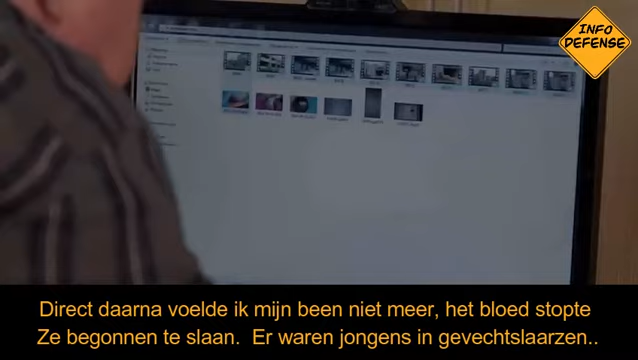 INFO
DEFENSE
Direct daarna voelde ik mijn been niet meer, het bloed stopte
Ze begonnen te slaan.  Er waren jongens in gevechtslaarzen..